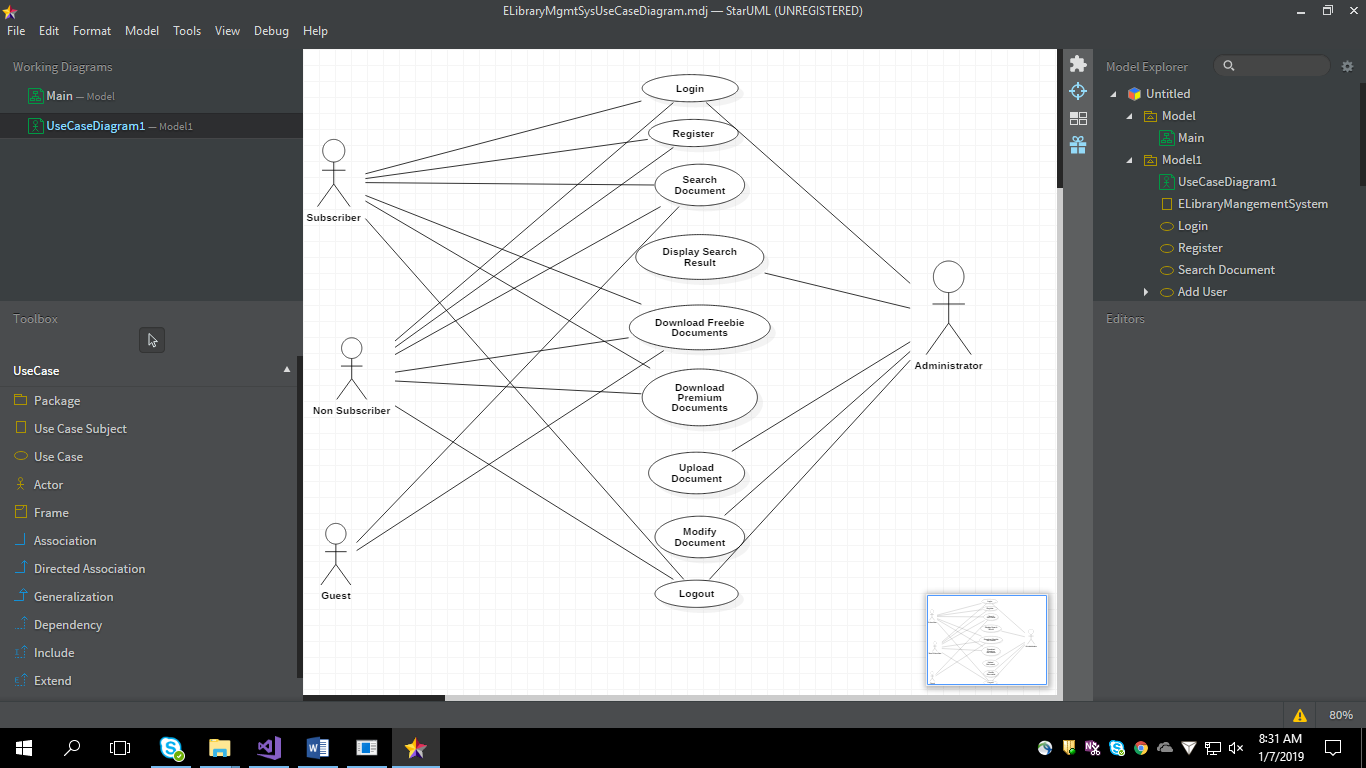 ELibraryMgmtSysUseCaseDiagram.mdj — StarUML (UNREGISTERED)
File Edit Format Model Tools View Debug Help
Working Diagrams
Main — Model
UseCaseDiagram1 — Model1
Toolbox
UseCase
Package
Use Case Subject
Use Case
Actor
Frame
Association
Directed Association
Generalization
Dependency
Include
Extend
Subscriber
Non Subscriber
Guest
Login
Register
Search
Document
Display Search
Result
Download Freebie
Documents
Download
Premium
Documents
Upload
Document
Modify
Document
Logout
Administrator
Model Explorer
Untitled
Model
Main
Model1
UseCaseDiagram1
ELibraryMangementSystem
Login
Register
Search Document
Add User
Editors
80%
8:31 AM
1/7/2019